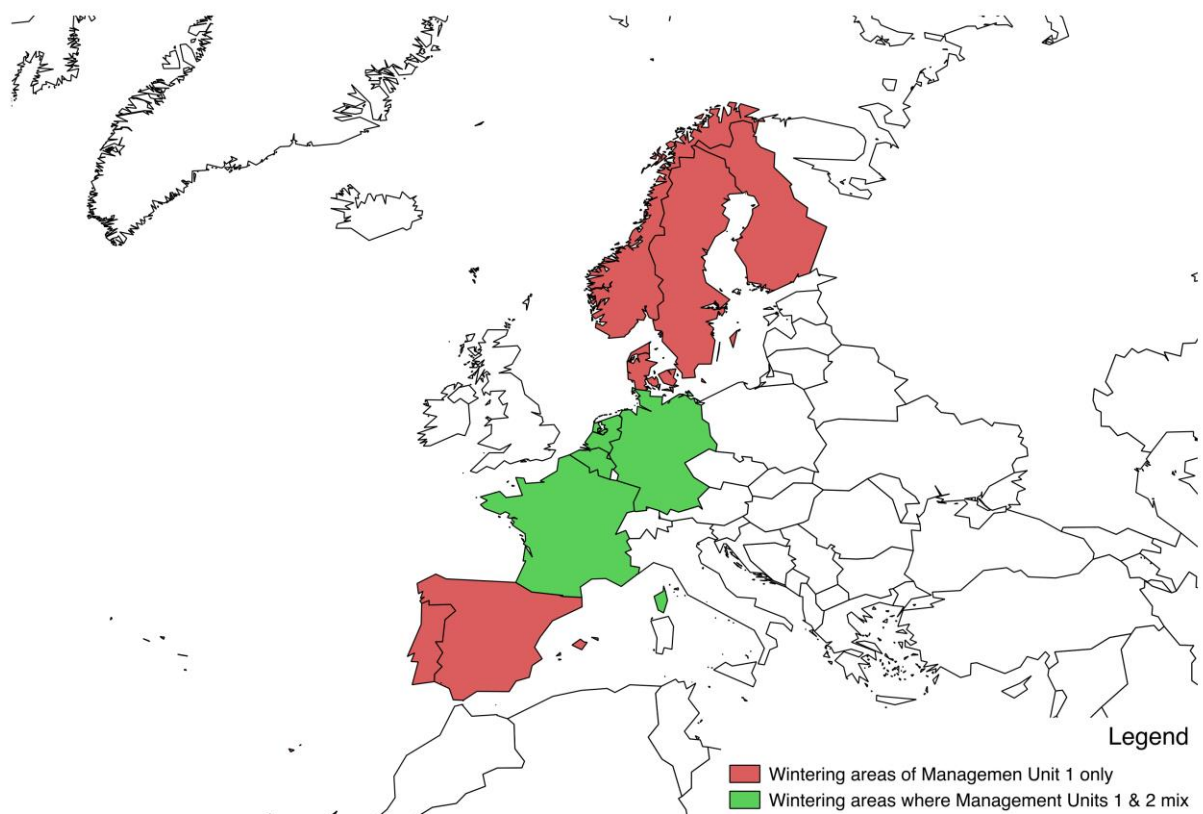 Legend
Wintering areas of Managemen Unit 1 only
Wintering areas where Management Units 1 & 2 mix